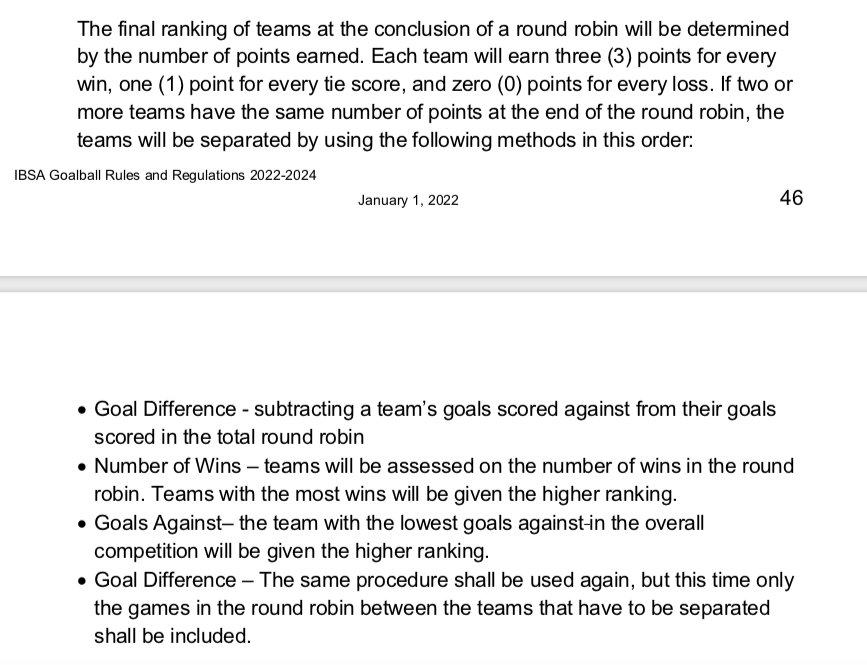 The final ranking of teams at the conclusion of a round robin will be determined
by the number of points earned. Each team will earn three (3) points for every
win, one (1) point for every tie score, and zero (0) points for every loss. If two or
more teams have the same number of points at the end of the round robin, the
teams will be separated by using the following methods in this order:
IBSA Goalball Rules and Regulations 2022-2024
January 1, 2022
46
• Goal Difference - subtracting a team's goals scored against from their goals
scored in the total round robin
• Number of Wins – teams will be assessed on the number of wins in the round
robin. Teams with the most wins will be given the higher ranking.
• Goals Against– the team with the lowest goals against-in the overall
competition will be given the higher ranking.
• Goal Difference – The same procedure shall be used again, but this time only
the games in the round robin between the teams that have to be separated
shall be included.